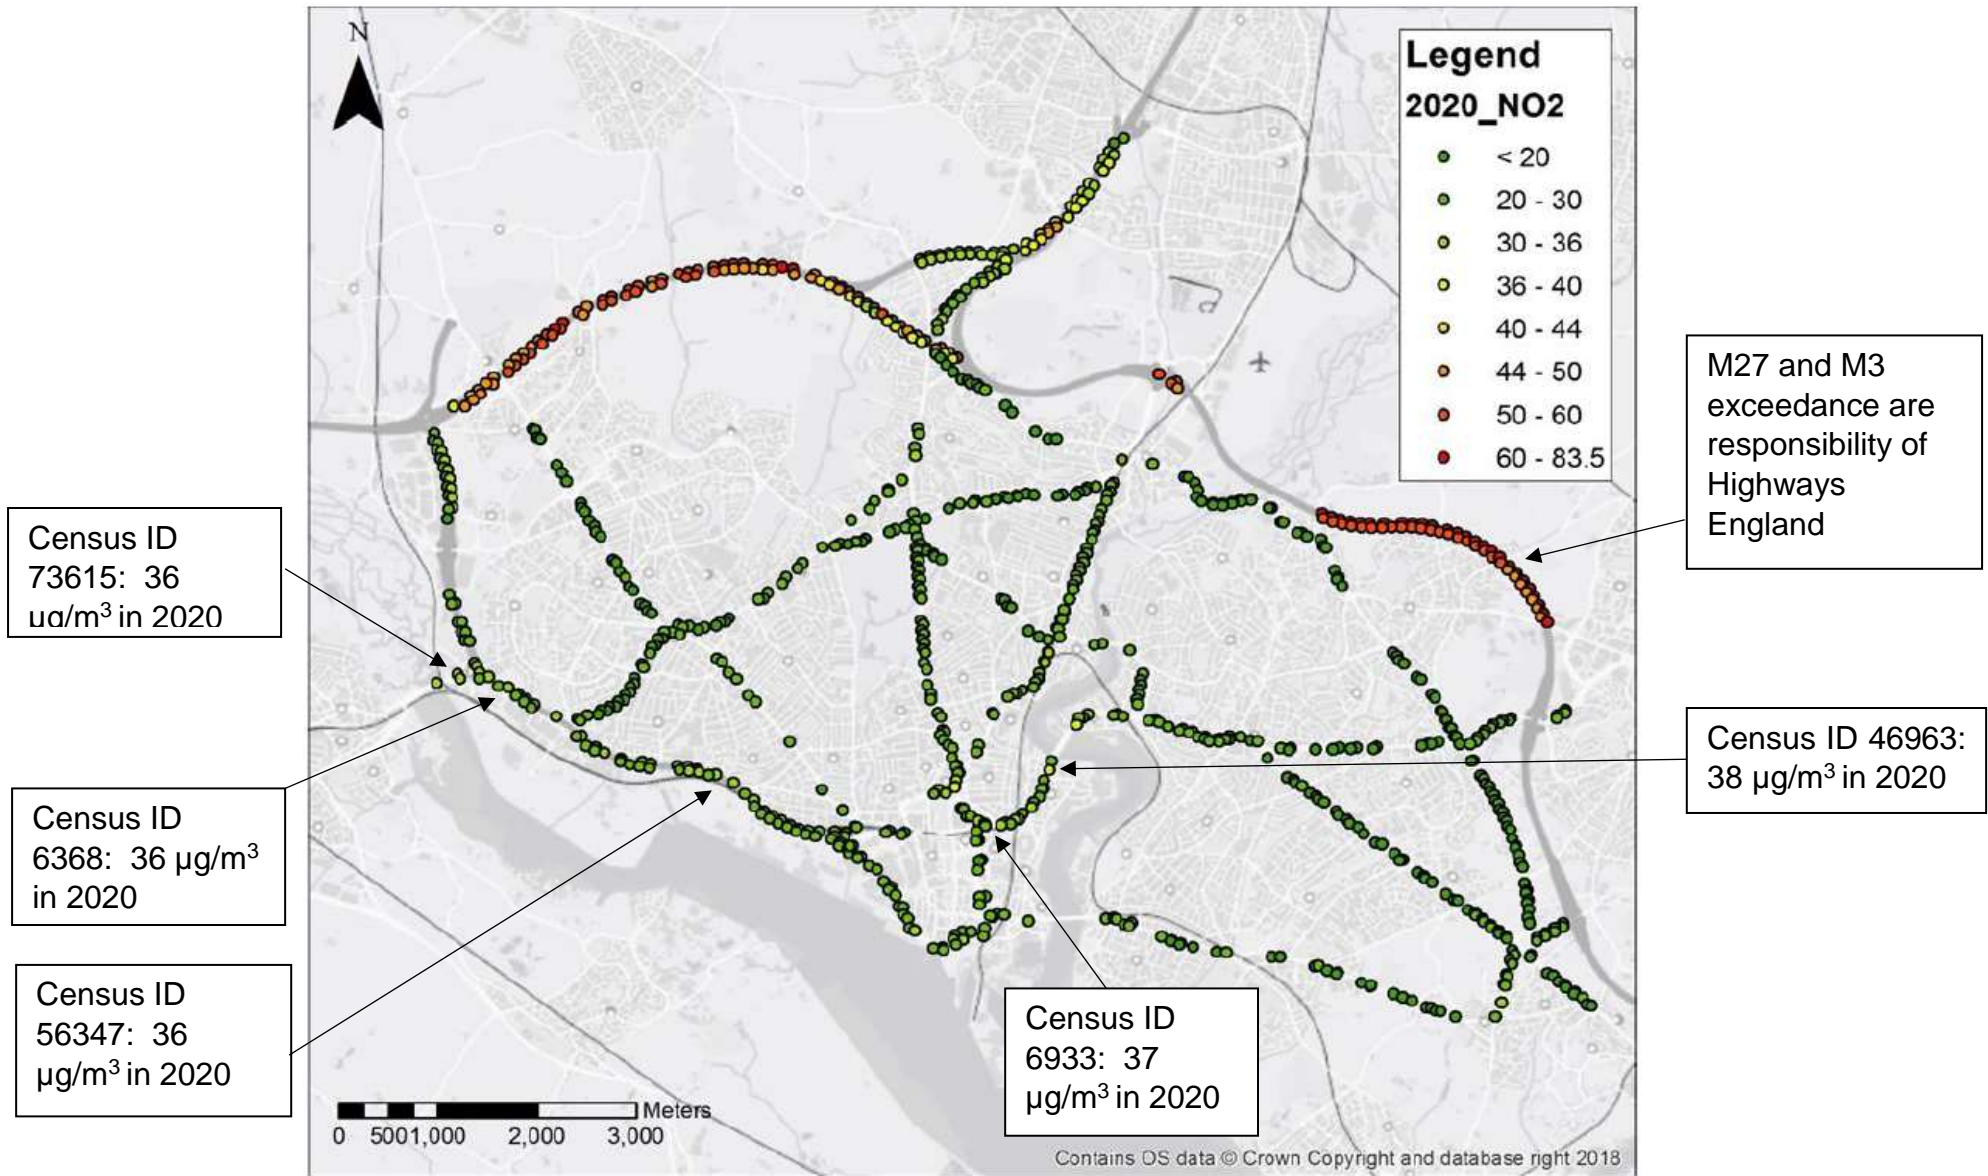 N
Legend
2020_NO2
< 20
20 - 30
30 - 36
36 - 40
40 - 44
44 - 50
50 - 60
60 - 83.5
M27 and M3
exceedance are
responsibility of
Highways
England
Census ID
73615:  36
µg/m³ in 2020
Census ID
6368:  36 µg/m³
in 2020
Census ID 46963:
38 µg/m³ in 2020
Census ID
56347:  36
µg/m³ in 2020
Census ID
6933:  37
µg/m³ in 2020
Meters
0 500 1,000 2,000 3,000
Contains OS data © Crown Copyright and database right 2018